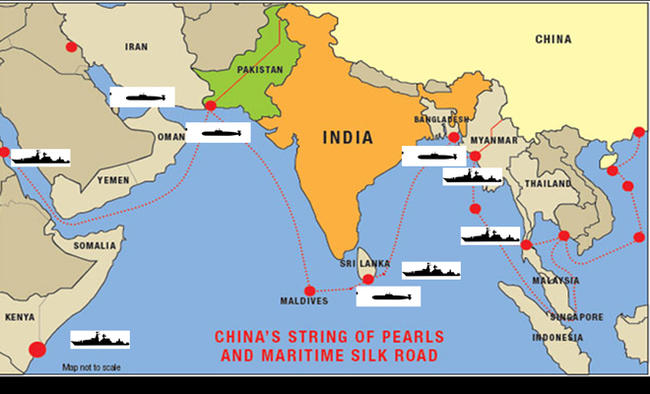 IRAN
CHINA
PAKISTAN
BANGLADESH
INDIA
OMAN
MYANMAR
YEMEN
THAILAND
SOMALIA
SRI LANKA
MALAYSIA
MALDIVES
KENYA
SINGAPORE
CHINA'S STRING OF PEARLS
AND MARITIME SILK ROAD
INDONESIA
Map not to scale